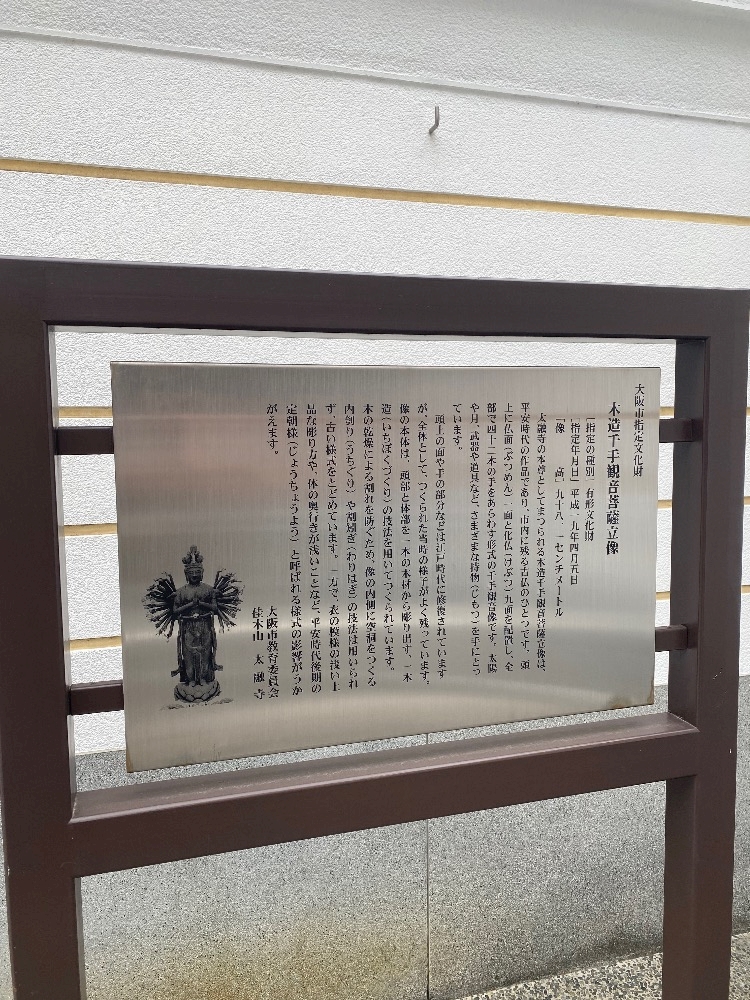 大阪市指定文化財
木造千手観音菩薩立像
［指定の種別］有形文化財
［指定年月日］平成一九年四月五日
［像　　高］九十八．一センチメートル
太融寺の本尊としてまつられる木造千手観音菩薩立像は、
平安時代の作品であり、市内に残る古仏のひとつです。頭
上に仏面（ぶつめん）一面と化仏（けぶつ）九面を配置し、全
部で四十二本の手をあらわす形式の千手観音像です。太陽
や月、武器や道具など、さまざまな持物（じもつ）を手にとっ
ています。
頭上の面や手の部分などは江戸時代に修復されています
が、全体として、つくられた当時の様子がよく残っています。
像の本体は、頭部と体部を一本の木材から彫り出す、一木
造（いちぼくづくり）の技法を用いてつくられています。
木の乾燥による割れを防ぐため、像の内側に空洞をつくる
内刳り（うちぐり）や割矧ぎ（わりはぎ）の技法は用いられ
ず、古い様式をとどめています。一方で、衣の模様の浅い上
品な彫り方や、体の奥行きが浅いことなど、平安時代後期の
定朝様（じょうちょうよう）と呼ばれる様式の影響がうか
がえます。
大阪市教育委員会
佳木山　太融寺